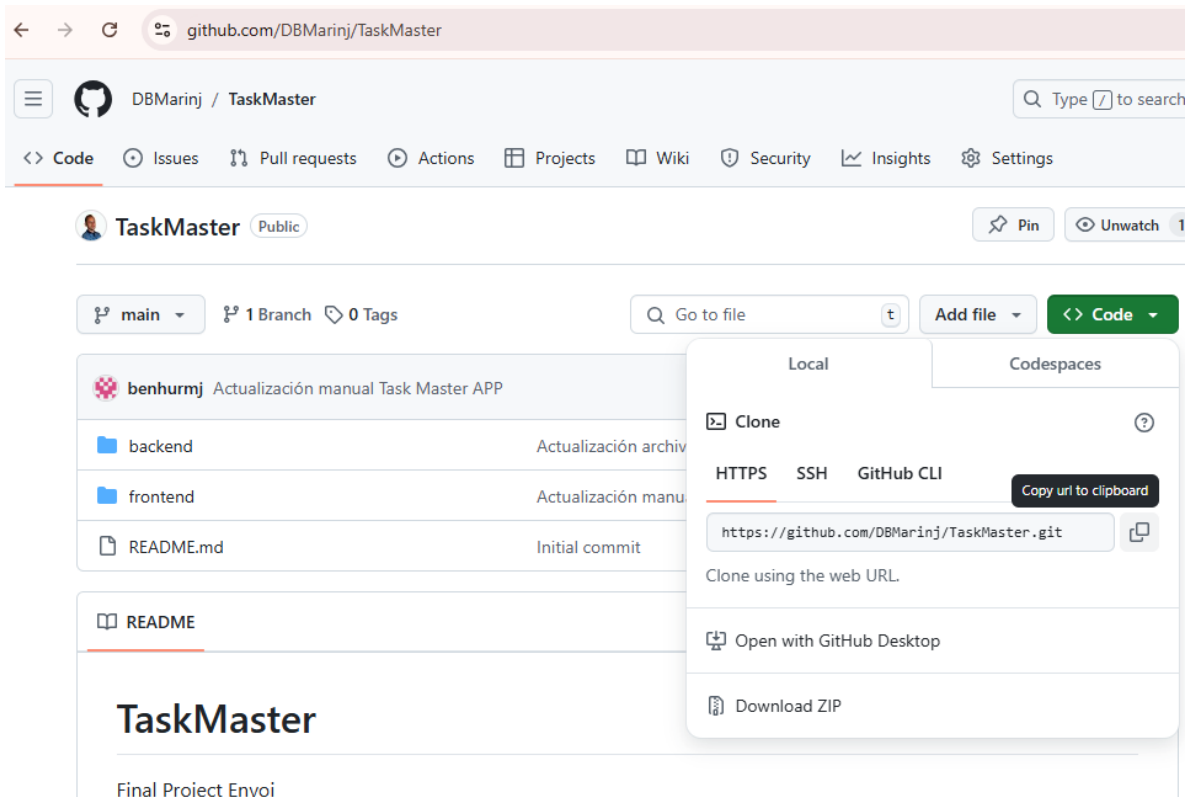 github.com/DBMarinj/TaskMaster
DBMarinj / TaskMaster
Type / to search
Code Issues Pull requests Actions Projects Wiki Security Insights Settings
TaskMaster Public
Pin Unwatch 1
main 1 Branch 0 Tags
Go to file t Add file Code
Local Codespaces
benhurmj Actualización manual Task Master APP
Clone
backend Actualización archiv
HTTPS SSH GitHub CLI
Copy url to clipboard
frontend Actualización manu
https://github.com/DBMarinj/TaskMaster.git
README.md Initial commit
Clone using the web URL.
README
Open with GitHub Desktop
Download ZIP
TaskMaster
Final Project Envoi